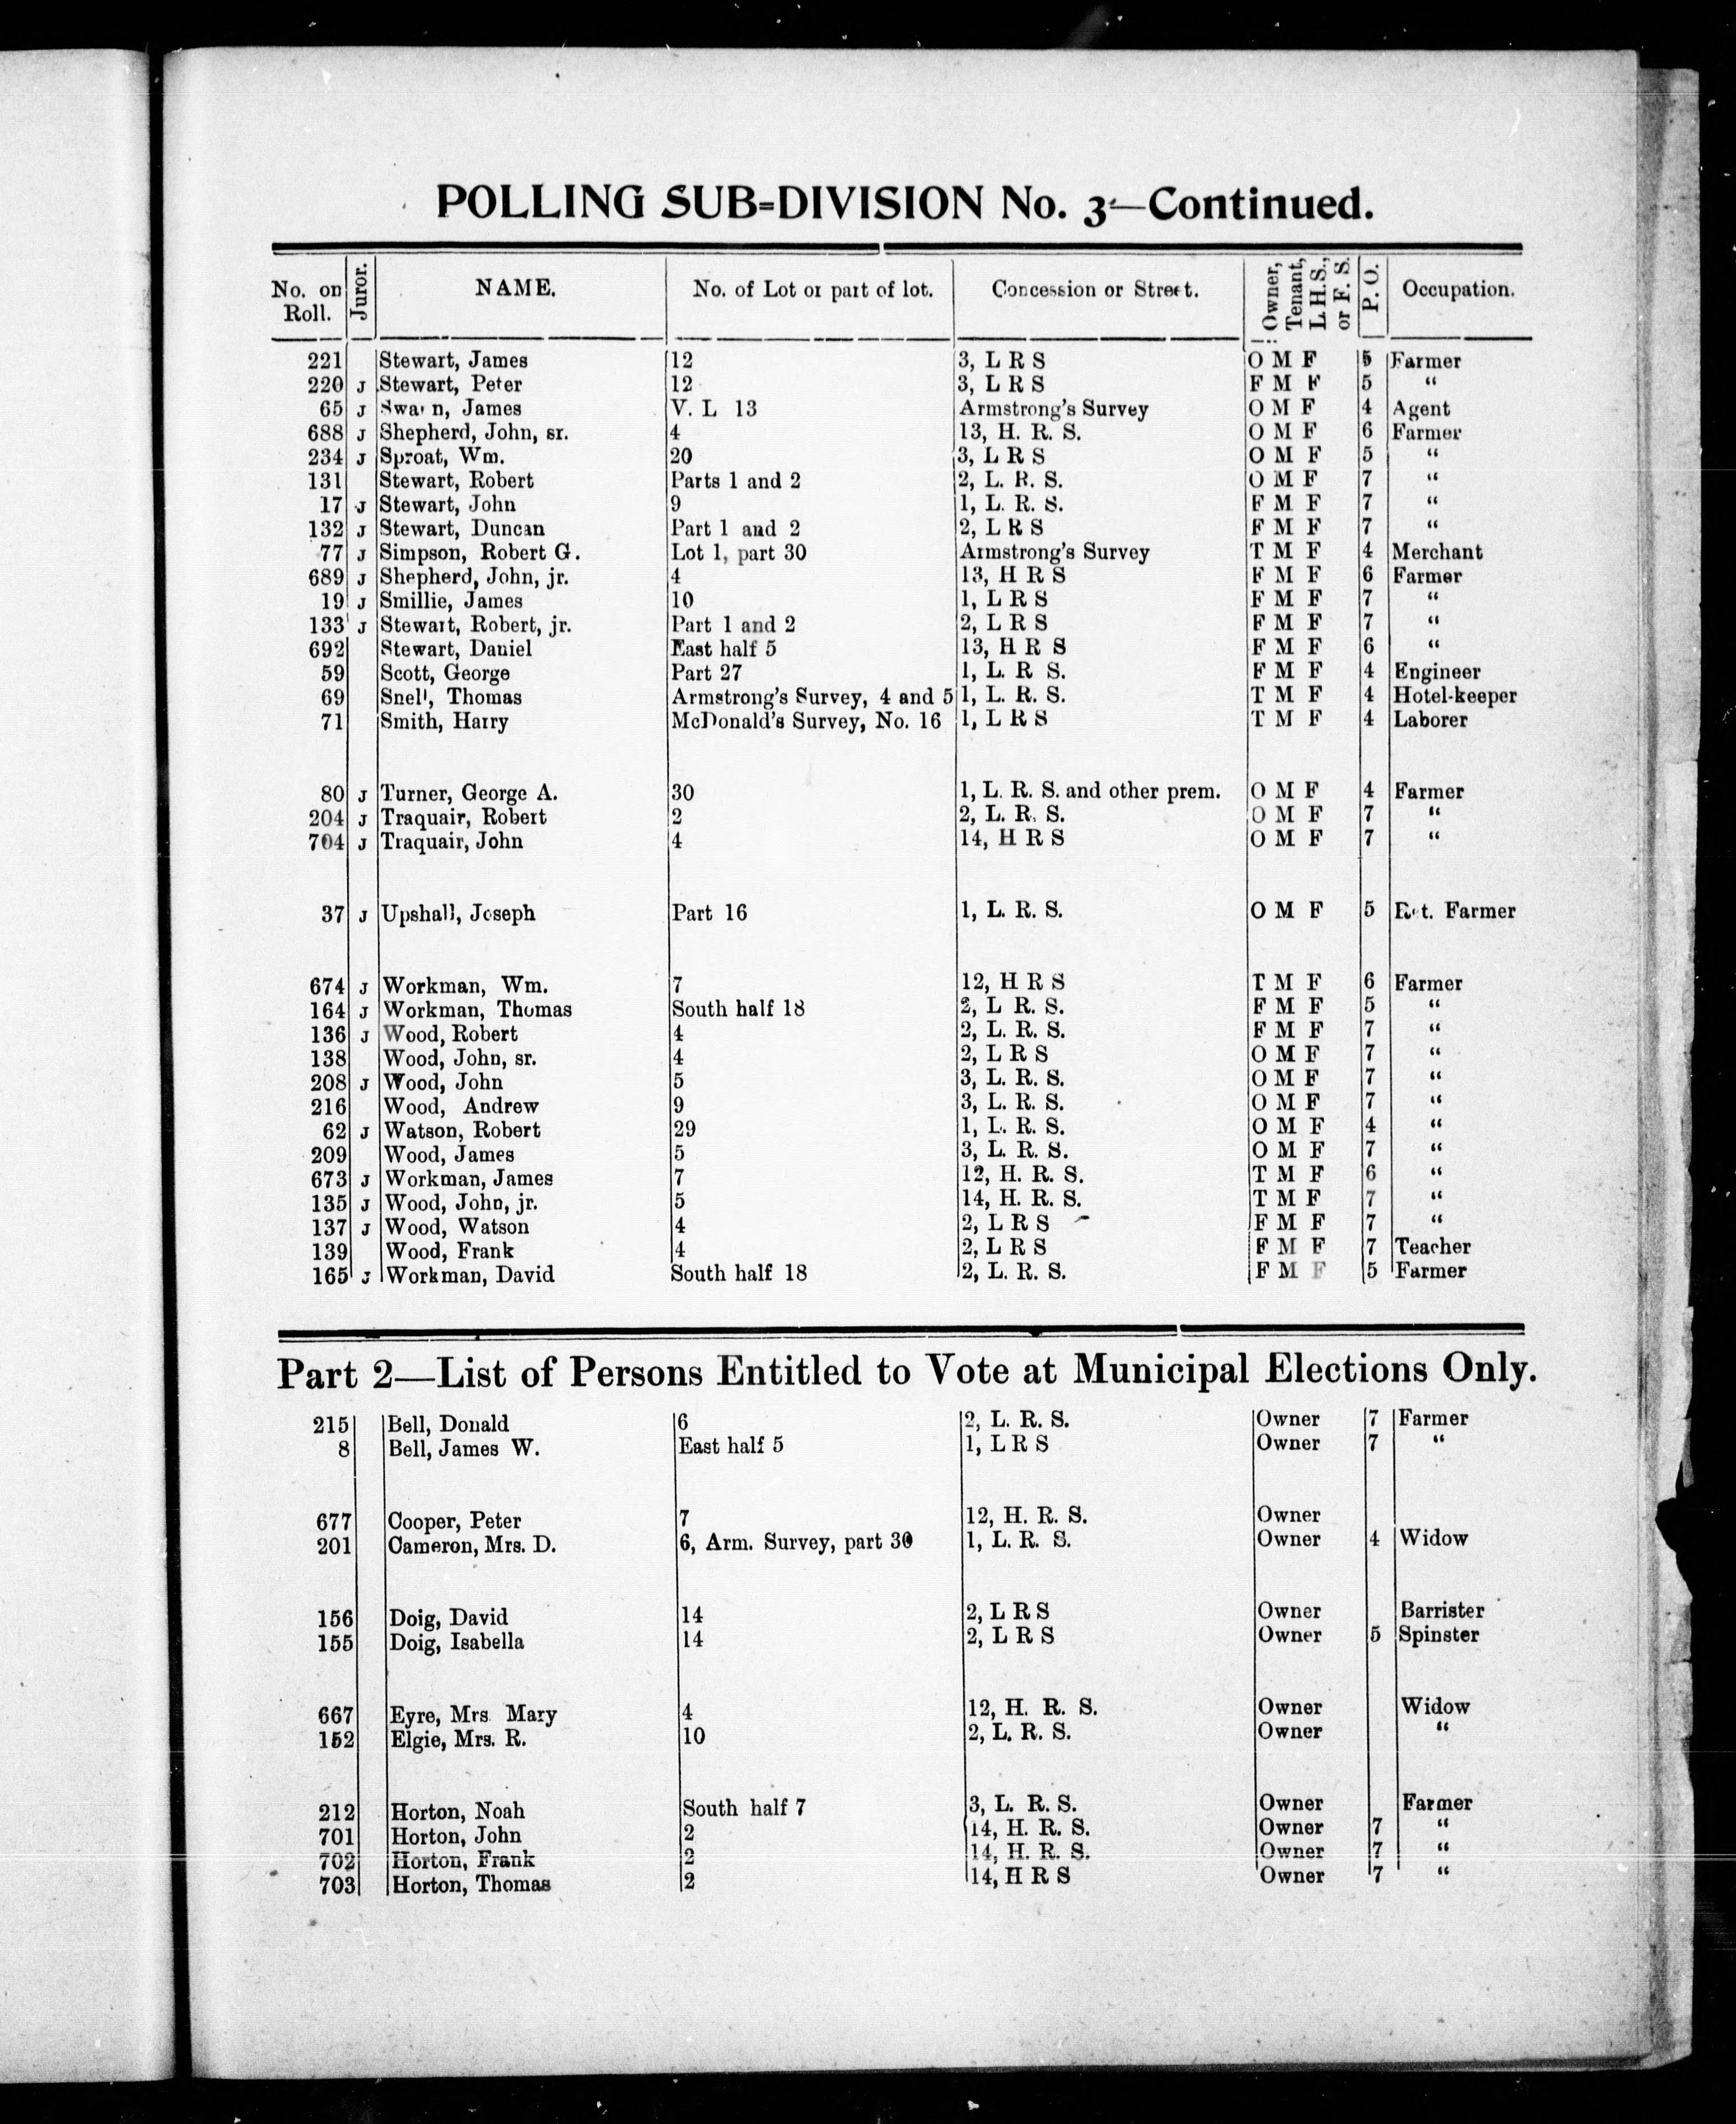 POLLING SUB=DIVISION No. 3—Continued.
No. on Roll. Juror. NAME. No. of Lot or part of lot. Concession or Street. Owner, Tenant, L H.S., or F. S. P. O. Occupation.
221 Stewart, James 12 3, L R S O M F 5 Farmer
220 J Stewart, Peter 12 3, L R S F M F 5 “
65 J James V. L 13 Armstrong's Survey O M F 4 Agent
688 J Shepherd, John, sr. 4 13, H. R. S. O M F 6 Farmer
234 J Sproat, Wm. 20 3, L R S O M F 5 “
131 Stewart, Robert Parts 1 and 2 2, L. R. S. O M F 7 “
17 J Stewart, John 9 1, L. R. S. F M F 7 “
132 J Stewart, Duncan Part 1 and 2 2, L R S F M F 7 “
77 J Simpson, Robert G. Lot 1, part 30 Armstrong's Survey T M F 4 Merchant
689 J Shepherd, John, jr. 4 13, H R S F M F 6 Farmer
19 J Smillie, James 10 1, L R S F M F 7 “
133 J Stewart, Robert, jr. Part 1 and 2 2, L R S F M F 7 “
692 Stewart, Daniel East half 5 13, H R S F M F 6 “
59 Scott, George Part 27 1, L. R S. F M F 4 Engineer
69 Snell, Thomas Armstrong's Survey, 4 and 5 1, L. R. S. T M F 4 Hotel-keeper
71 Smith, Harry McDonald's Survey, No. 16 1, L R S T M F 4 Laborer
80 J Turner, George A. 30 1, L. R. S. and other prem. O M F 4 Farmer
204 J Traquair, Robert 2 2, L. R. S. O M F 7 “
704 J Traquair, John 4 14, H R S O M F 7 “
37 J Upshall, Joseph Part 16 1, L. R. S. O M F 5 Ret. Farmer
674 J Workman, Wm. 7 12, H R S T M F 6 Farmer
164 J Workman, Thomas South half 18 2, L R. S. F M F 5 “
136 J Wood, Robert 4 2, L. R. S. F M F 7 “
138 Wood, John, sr. 4 2, L R S O M F 7 “
208 J Wood, John 5 3, L. R. S. O M F 7 “
216 Wood, Andrew 9 3, L. R. S. O M F 7 “
62 J Watson, Robert 29 1, L. R. S. O M F 4 “
209 Wood, James 5 3, L. R. S. O M F 7 “
673 J Workman, James 7 12, H. R. S. T M F 6 “
135 J Wood, John, jr. 5 14, H. R. S. T M F 7 “
137 J Wood, Watson 4 2, L R S F M F 7 “
139 Wood, Frank 4 2, L R S F M F 7 Teacher
165 J Workman, David South half 18 2, L. R. S. F M F 5 Farmer
Part 2—List of Persons Entitled to Vote at Municipal Elections Only.
215 Bell, Donald 6 2, L. R. S. Owner 7 Farmer
8 Bell, James W. East half 5 1, L R S Owner 7 “
677 Cooper, Peter 7 12, H. R. S. Owner
201 Cameron, Mrs. D. 6, Arm. Survey, part 30 1, L. R. S. Owner 4 Widow
156 Doig, David 14 2, L R S Owner Barrister
155 Doig, Isabella 14 2, L R S Owner 5 Spinster
667 Eyre, Mrs Mary 4 12, H. R. S. Owner Widow
152 Elgie, Mrs. R. 10 2, L. R. S. Owner “
212 Horton, Noah South half 7 3, L. R. S. Owner Farmer
701 Horton, John 2 14, H. R. S. Owner 7 “
702 Horton, Frank 2 14, H. R. S. Owner 7 “
703 Horton, Thomas 2 14, H R S Owner 7 “